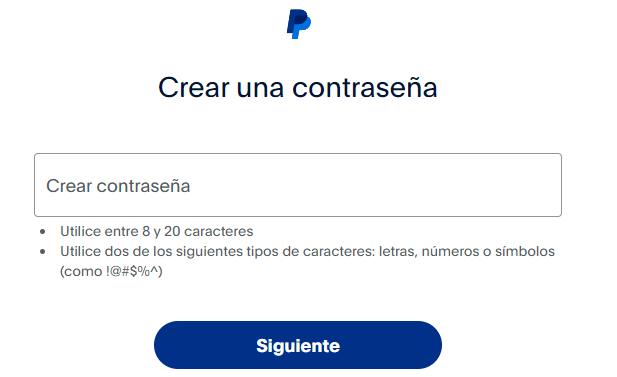 Crear una contraseña
Crear contraseña
• Utilice entre 8 y 20 caracteres
• Utilice dos de los siguientes tipos de caracteres: letras, números o símbolos
(como !@#$%^)
Siguiente